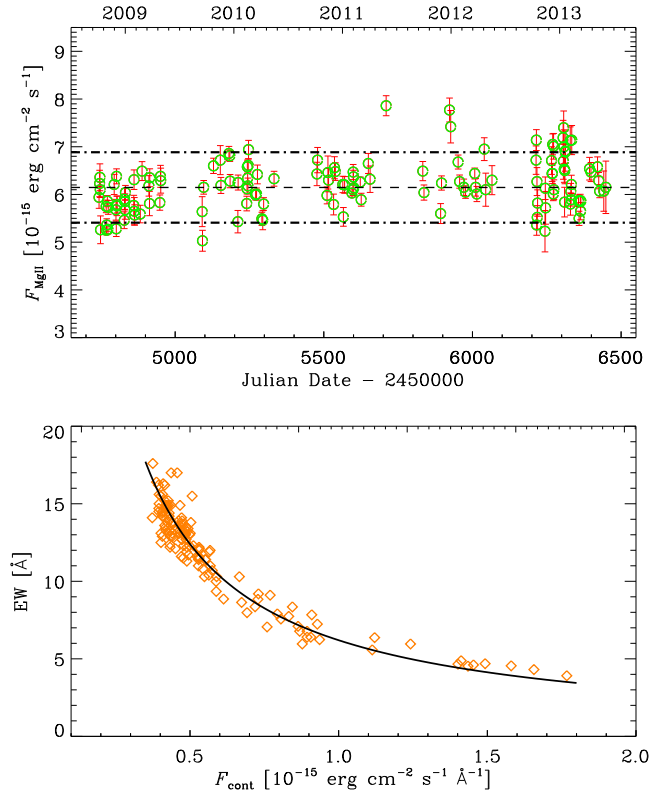 2009 2010 2011 2012 2013
9
8
7
6
5
4
3
F_MgII [10⁻¹⁵ erg cm⁻² s⁻¹]
5000 5500 6000 6500
Julian Date − 2450000
20
15
10
5
0
EW [Å]
0.5 1.0 1.5 2.0
F_cont [10⁻¹⁵ erg cm⁻² s⁻¹ Å⁻¹]